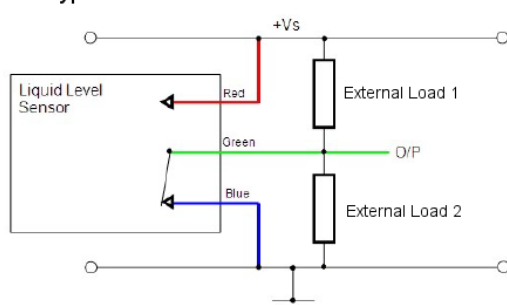 +Vs
Liquid Level
Sensor
Red
External Load 1
Green
O/P
Blue
External Load 2